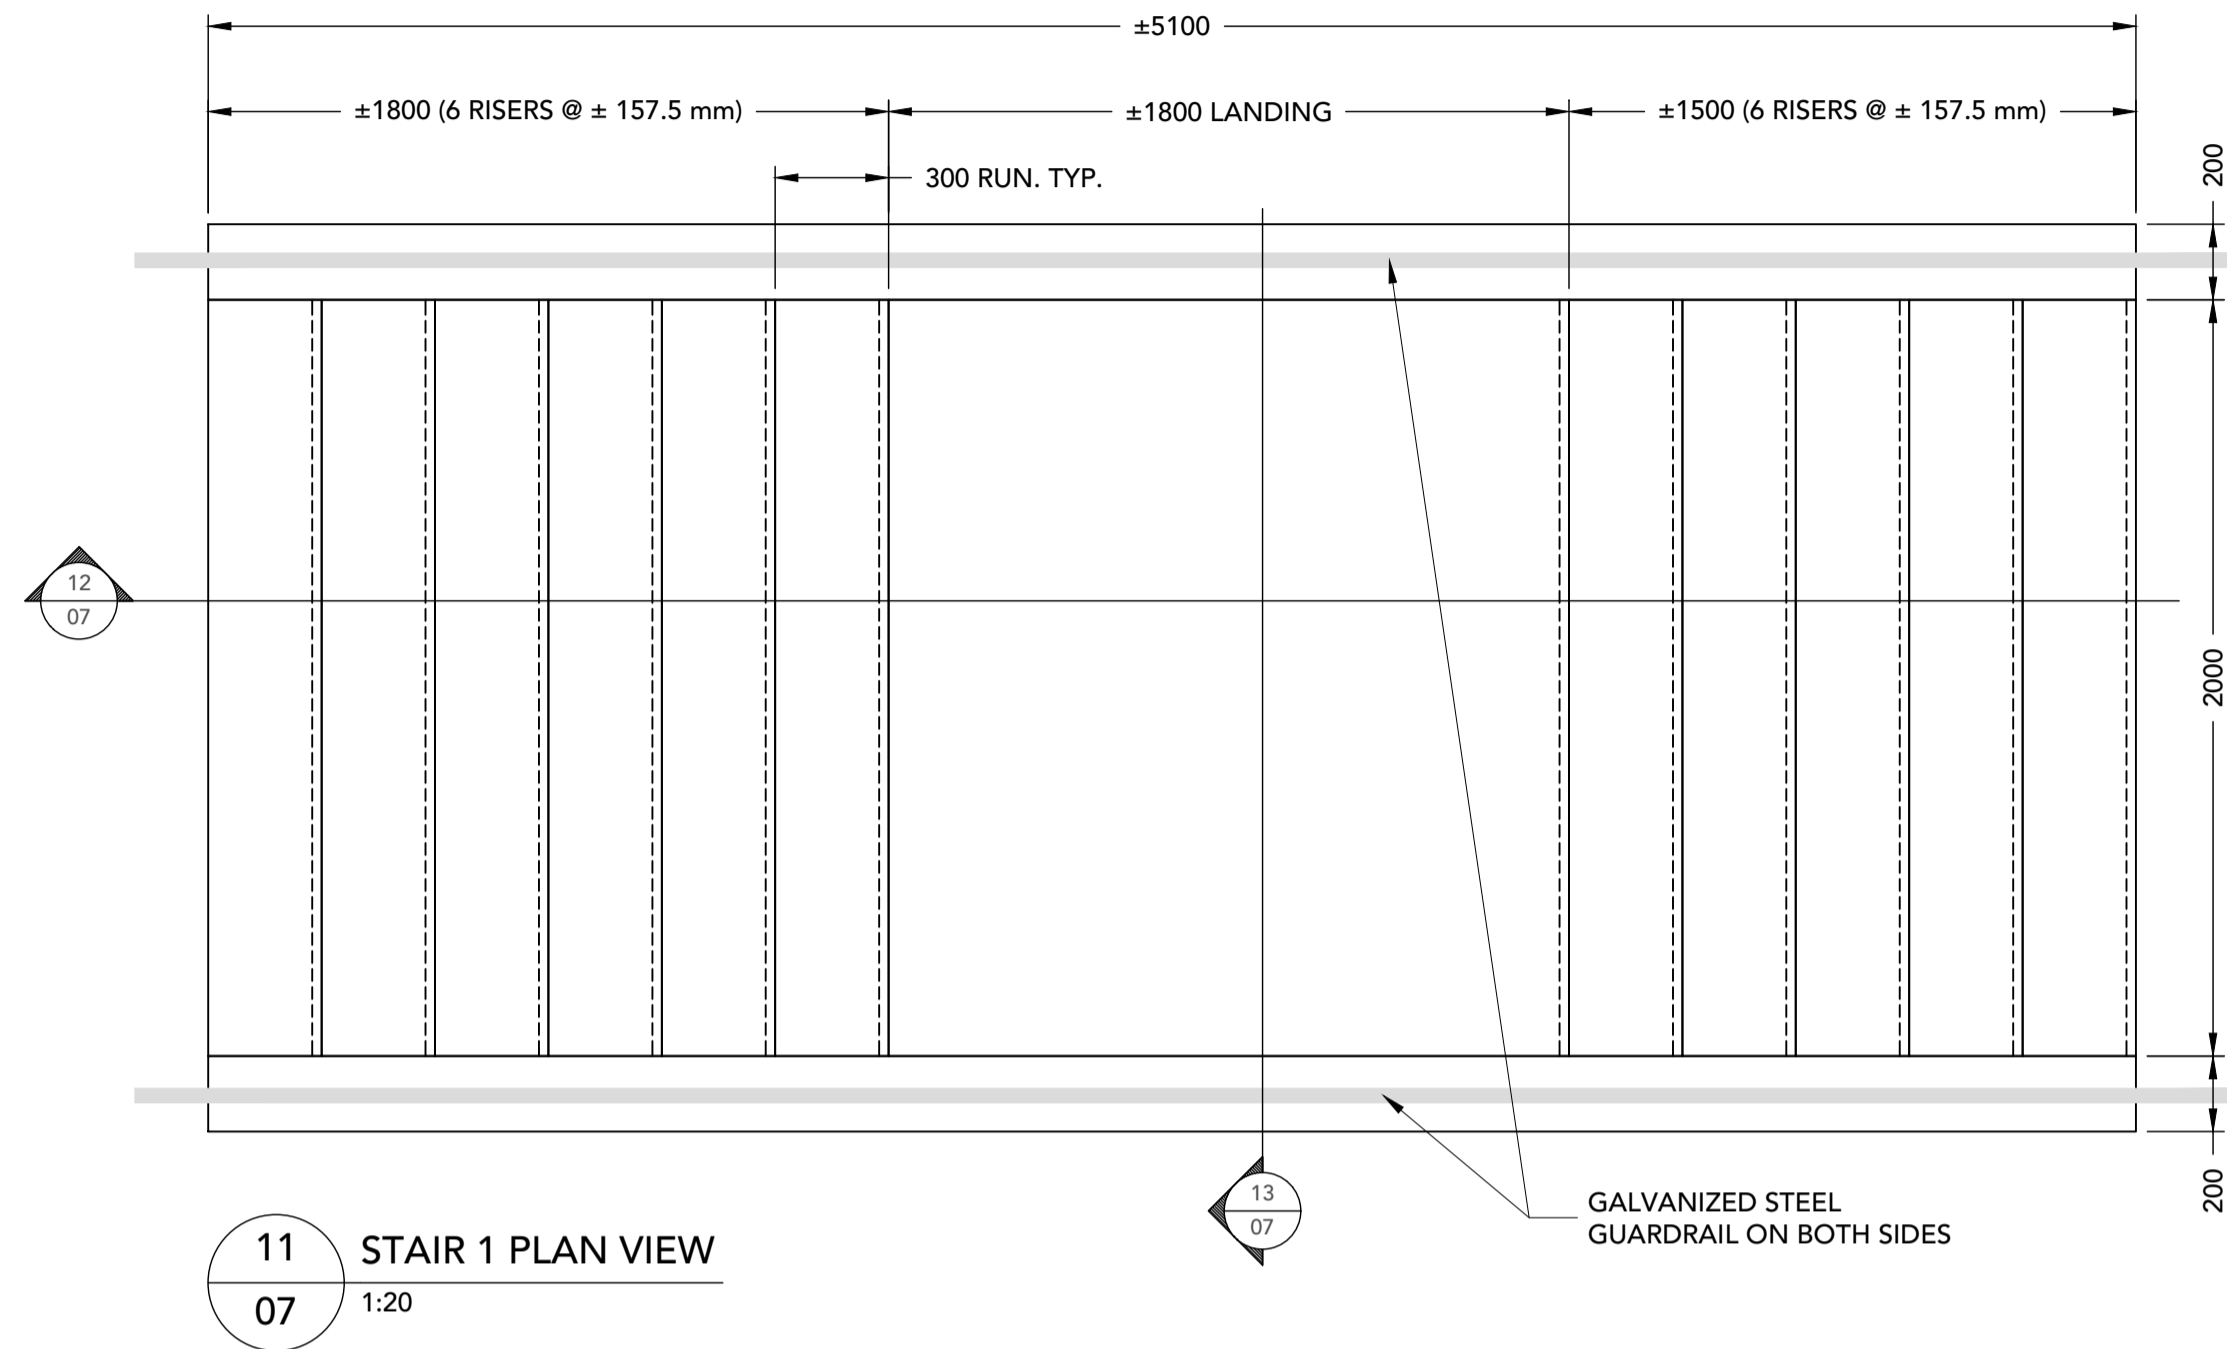 ±5100
±1800 (6 RISERS @ ± 157.5 mm)
±1800 LANDING
±1500 (6 RISERS @ ± 157.5 mm)
300 RUN. TYP.
200
12
07
2000
13
07
200
GALVANIZED STEEL
GUARDRAIL ON BOTH SIDES
11
07
STAIR 1 PLAN VIEW
1:20